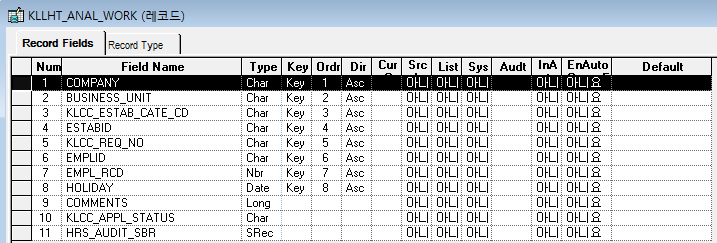 KLLHT_ANAL_WORK (레코드)
Record Fields Record Type
Num Field Name Type Key Ordr Dir Cur Src List Sys Audt InA EnAuto Default
1 COMPANY Char Key 1 Asc 아니 아니 아니 아니 아니요
2 BUSINESS_UNIT Char Key 2 Asc 아니 아니 아니 아니 아니요
3 KLCC_ESTAB_CATE_CD Char Key 3 Asc 아니 아니 아니 아니 아니요
4 ESTABID Char Key 4 Asc 아니 아니 아니 아니 아니요
5 KLCC_REQ_NO Char Key 5 Asc 아니 아니 아니 아니 아니요
6 EMPLID Char Key 6 Asc 아니 아니 아니 아니 아니요
7 EMPL_RCD Nbr Key 7 Asc 아니 아니 아니 아니 아니요
8 HOLIDAY Date Key 8 Asc 아니 아니 아니 아니 아니요
9 COMMENTS Long 아니 아니 아니 아니 아니요
10 KLCC_APPL_STATUS Char 아니 아니 아니 아니 아니요
11 HRS_AUDIT_SBR SRec 아니 아니 아니 아니 아니요